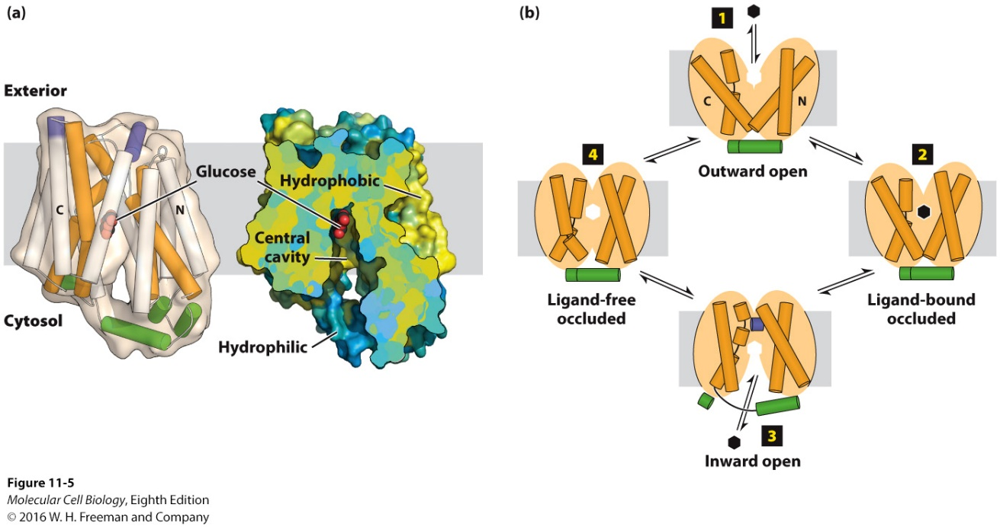 (a)
Exterior
Glucose
Hydrophobic
C
N
Central
cavity
Cytosol
Hydrophilic
(b)
1
C
N
Outward open
4
2
Ligand-free
occluded
Ligand-bound
occluded
3
Inward open
Figure 11-5
Molecular Cell Biology, Eighth Edition
© 2016 W. H. Freeman and Company